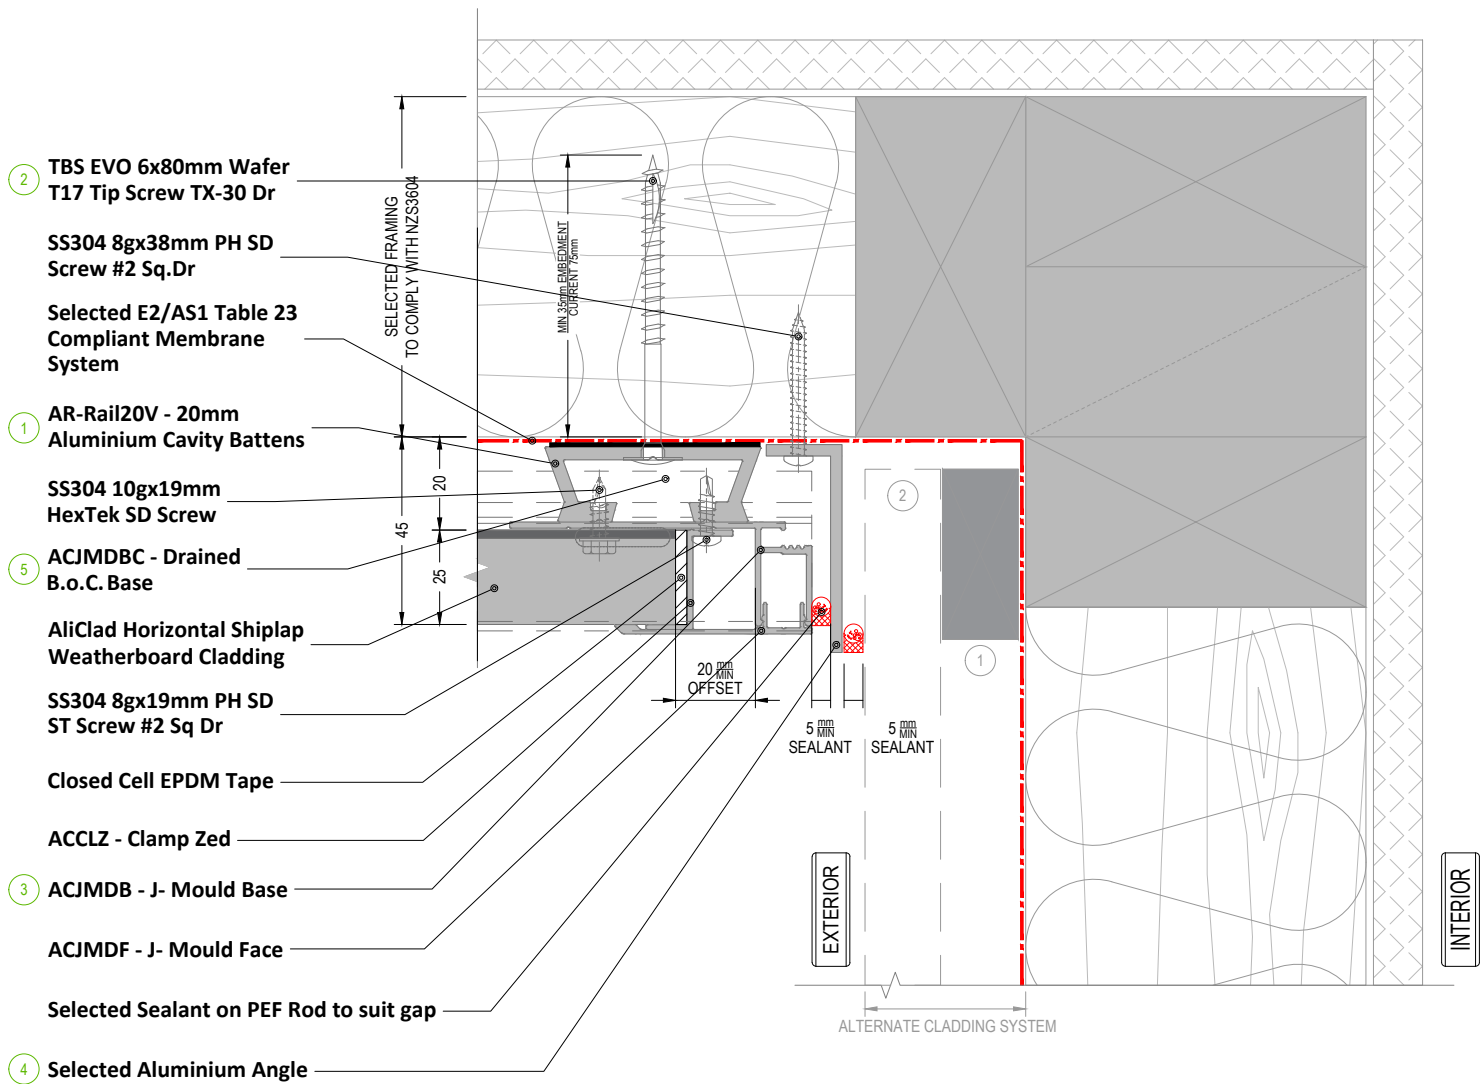 2
TBS EVO 6x80mm Wafer
T17 Tip Screw TX-30 Dr
SS304 8gx38mm PH SD
Screw #2 Sq.Dr
Selected E2/AS1 Table 23
Compliant Membrane
System
1
AR-Rail20V - 20mm
Aluminium Cavity Battens
SS304 10gx19mm
HexTek SD Screw
5
ACJMDBC - Drained
B.o.C. Base
AliClad Horizontal Shiplap
Weatherboard Cladding
SS304 8gx19mm PH SD
ST Screw #2 Sq Dr
Closed Cell EPDM Tape
ACCLZ - Clamp Zed
3
ACJMDB - J- Mould Base
ACJMDF - J- Mould Face
Selected Sealant on PEF Rod to suit gap
4
Selected Aluminium Angle
SELECTED FRAMING
TO COMPLY WITH NZS3604
MIN 35mm EMBEDMENT
CURRENT 75mm
45
20
25
20 mm MIN
OFFSET
5 mm MIN
SEALANT
5 mm MIN
SEALANT
2
1
EXTERIOR
INTERIOR
ALTERNATE CLADDING SYSTEM